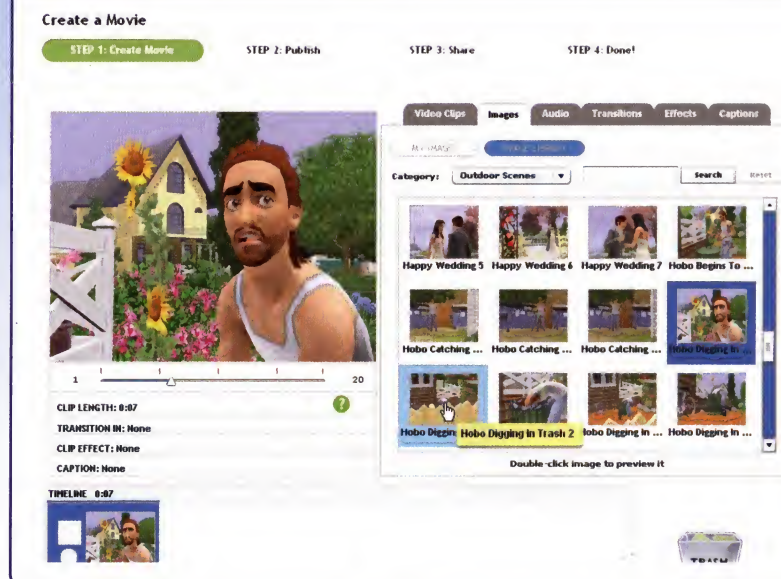 Create a Movie
STEP 1: Create Movie STEP 2: Publish STEP 3: Share STEP 4: Done!
Video Clips Images Audio Transitions Effects Captions
Category: Outdoor Scenes Search Reset
Happy Wedding 5 Happy Wedding 6 Happy Wedding 7 Hobo Begins To ...
Hobo Catching ... Hobo Catching ... Hobo Catching ... Hobo Digging In ...
1 20
Hobo Diggin Hobo Digging In Trash 2 Hobo Digging In ... Hobo Digging In ...
CLIP LENGTH: 0:07 ?
TRANSITION IN: None
CLIP EFFECT: None
CAPTION: None
Double-click image to preview it
TIMELINE 0:07
TRASH